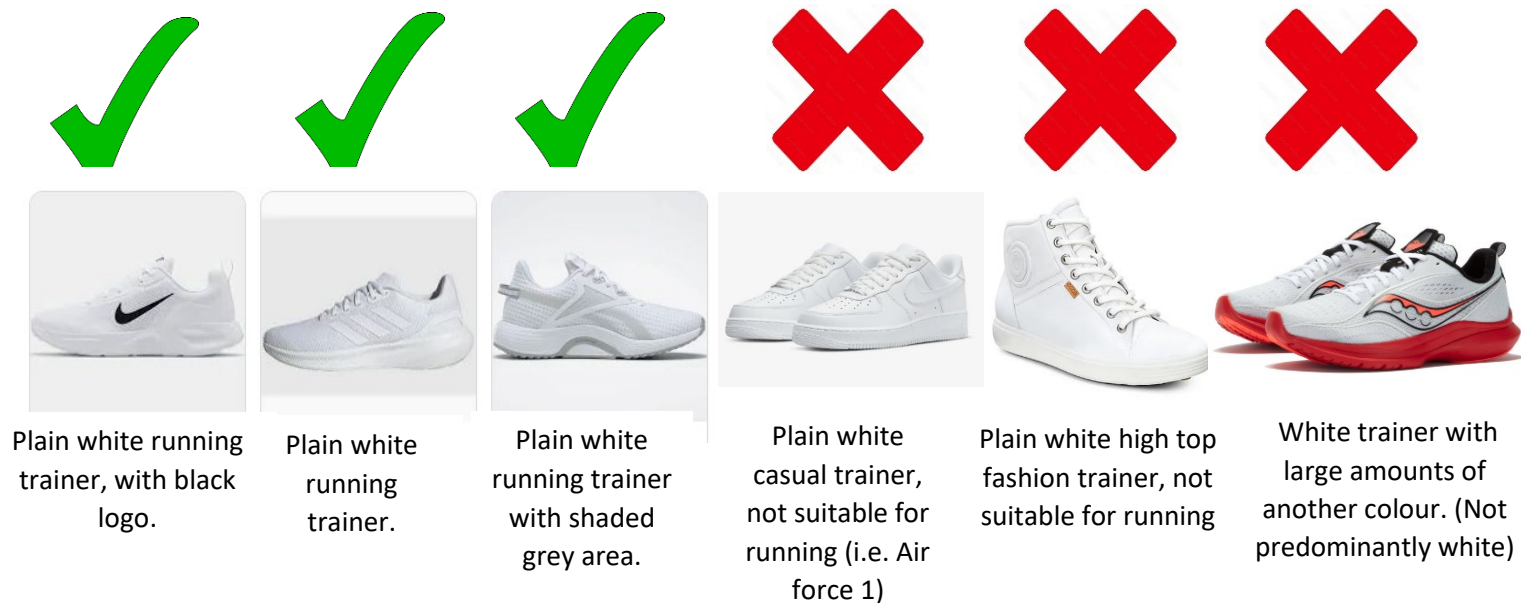 Plain white running
trainer, with black
logo.
Plain white
running
trainer.
Plain white
running trainer
with shaded
grey area.
Plain white
casual trainer,
not suitable for
running (i.e. Air
force 1)
Plain white high top
fashion trainer, not
suitable for running
White trainer with
large amounts of
another colour. (Not
predominantly white)